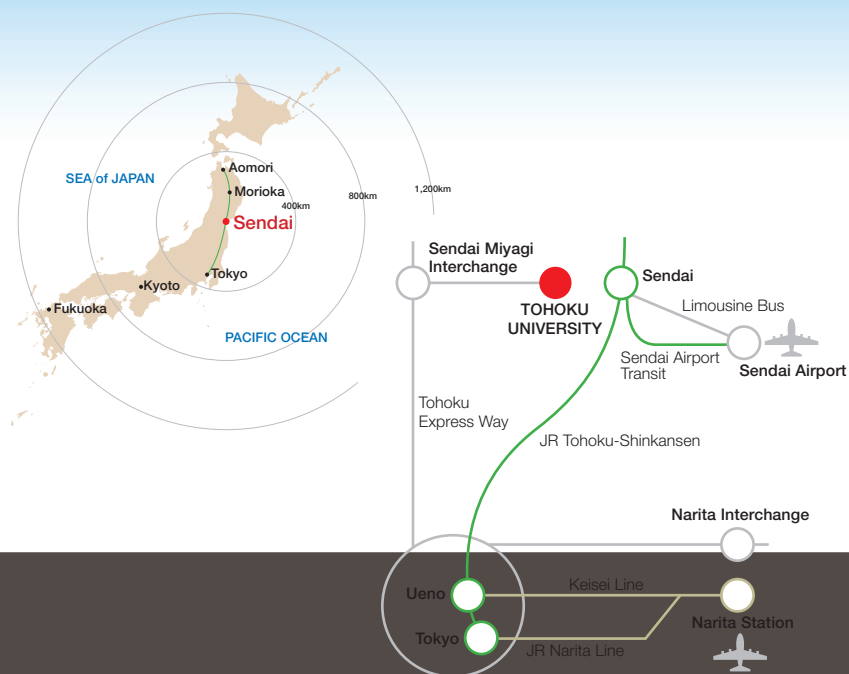 Aomori
SEA of JAPAN
Morioka
1,200km
800km
400km
Sendai
Tokyo
Kyoto
Fukuoka
PACIFIC OCEAN
Sendai Miyagi
Interchange
TOHOKU
UNIVERSITY
Sendai
Limousine Bus
Sendai Airport
Transit
Sendai Airport
Tohoku
Express Way
JR Tohoku-Shinkansen
Narita Interchange
Ueno
Keisei Line
Narita Station
Tokyo
JR Narita Line